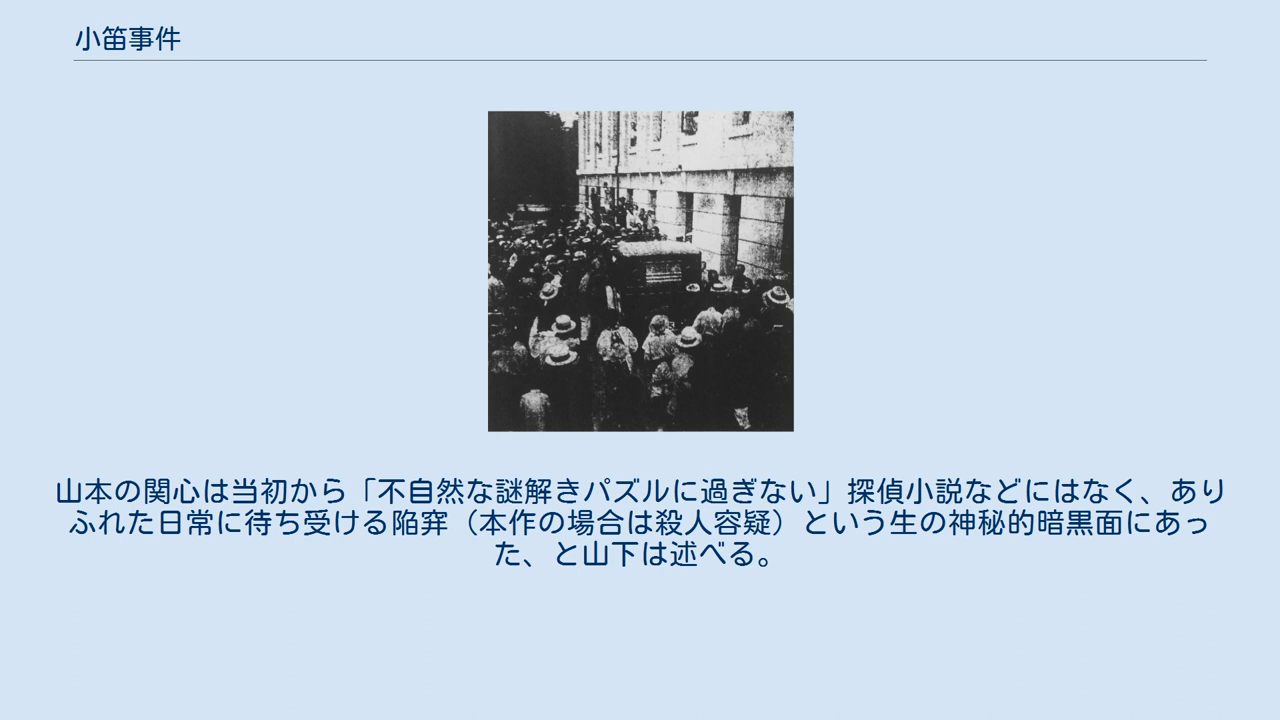 小笛事件
山本の関心は当初から「不自然な謎解きパズルに過ぎない」探偵小説などにはなく、あり
ふれた日常に待ち受ける陥穽（本作の場合は殺人容疑）という生の神秘的暗黒面にあっ
た、と山下は述べる。